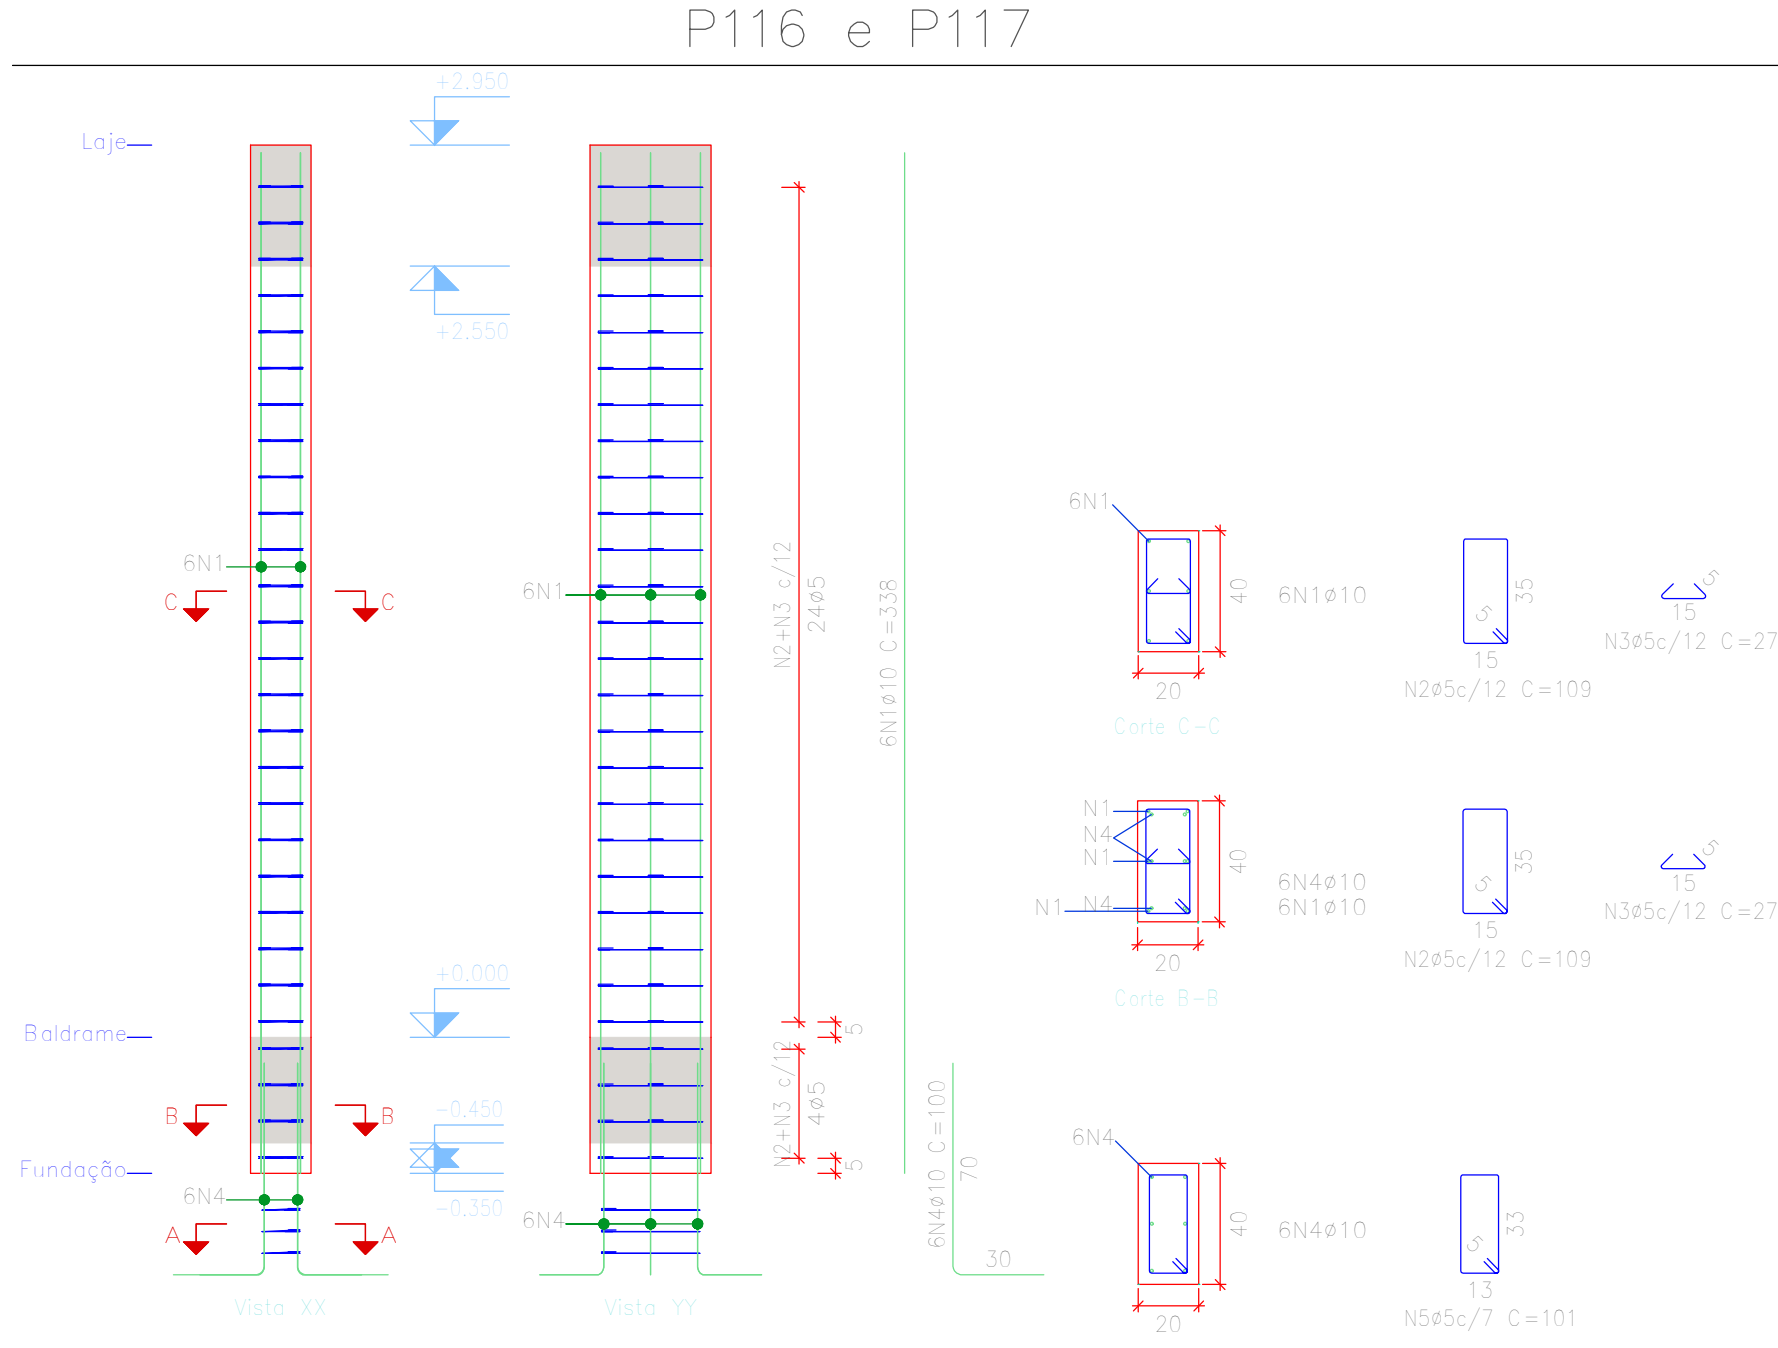 P116 e P117
+2.950
Laje
+2.550
6N1
C
C
6N1
N2+N3 c/12
24ø5
6N1ø10 C=338
6N1
40
20
Corte C-C
6N1ø10
35
5
15
N2ø5c/12 C=109
5
15
N3ø5c/12 C=27
N1
N4
N1
N1
N4
40
20
Corte B-B
6N4ø10
6N1ø10
35
5
15
N2ø5c/12 C=109
5
15
N3ø5c/12 C=27
+0.000
Baldrame
5
N2+N3 c/12
4ø5
5
B
B
-0.450
-0.350
Fundação
6N4
6N4
A
A
6N4ø10 C=100
70
30
Vista XX
Vista YY
6N4
40
20
6N4ø10
33
5
13
N5ø5c/7 C=101